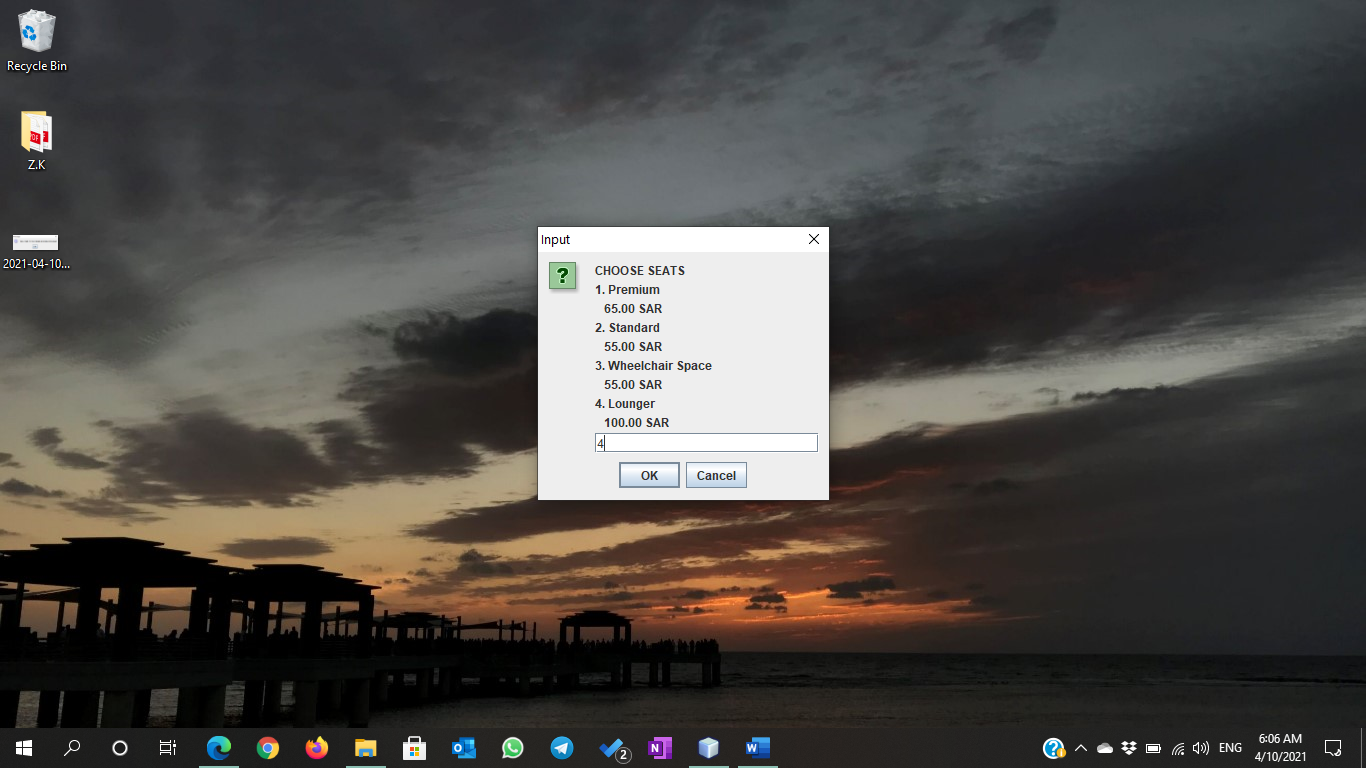 Recycle Bin
Z.K
2021-04-10...
Input
?
CHOOSE SEATS
1. Premium
65.00 SAR
2. Standard
55.00 SAR
3. Wheelchair Space
55.00 SAR
4. Lounger
100.00 SAR
4
OK
Cancel
2
ENG
6:06 AM
4/10/2021